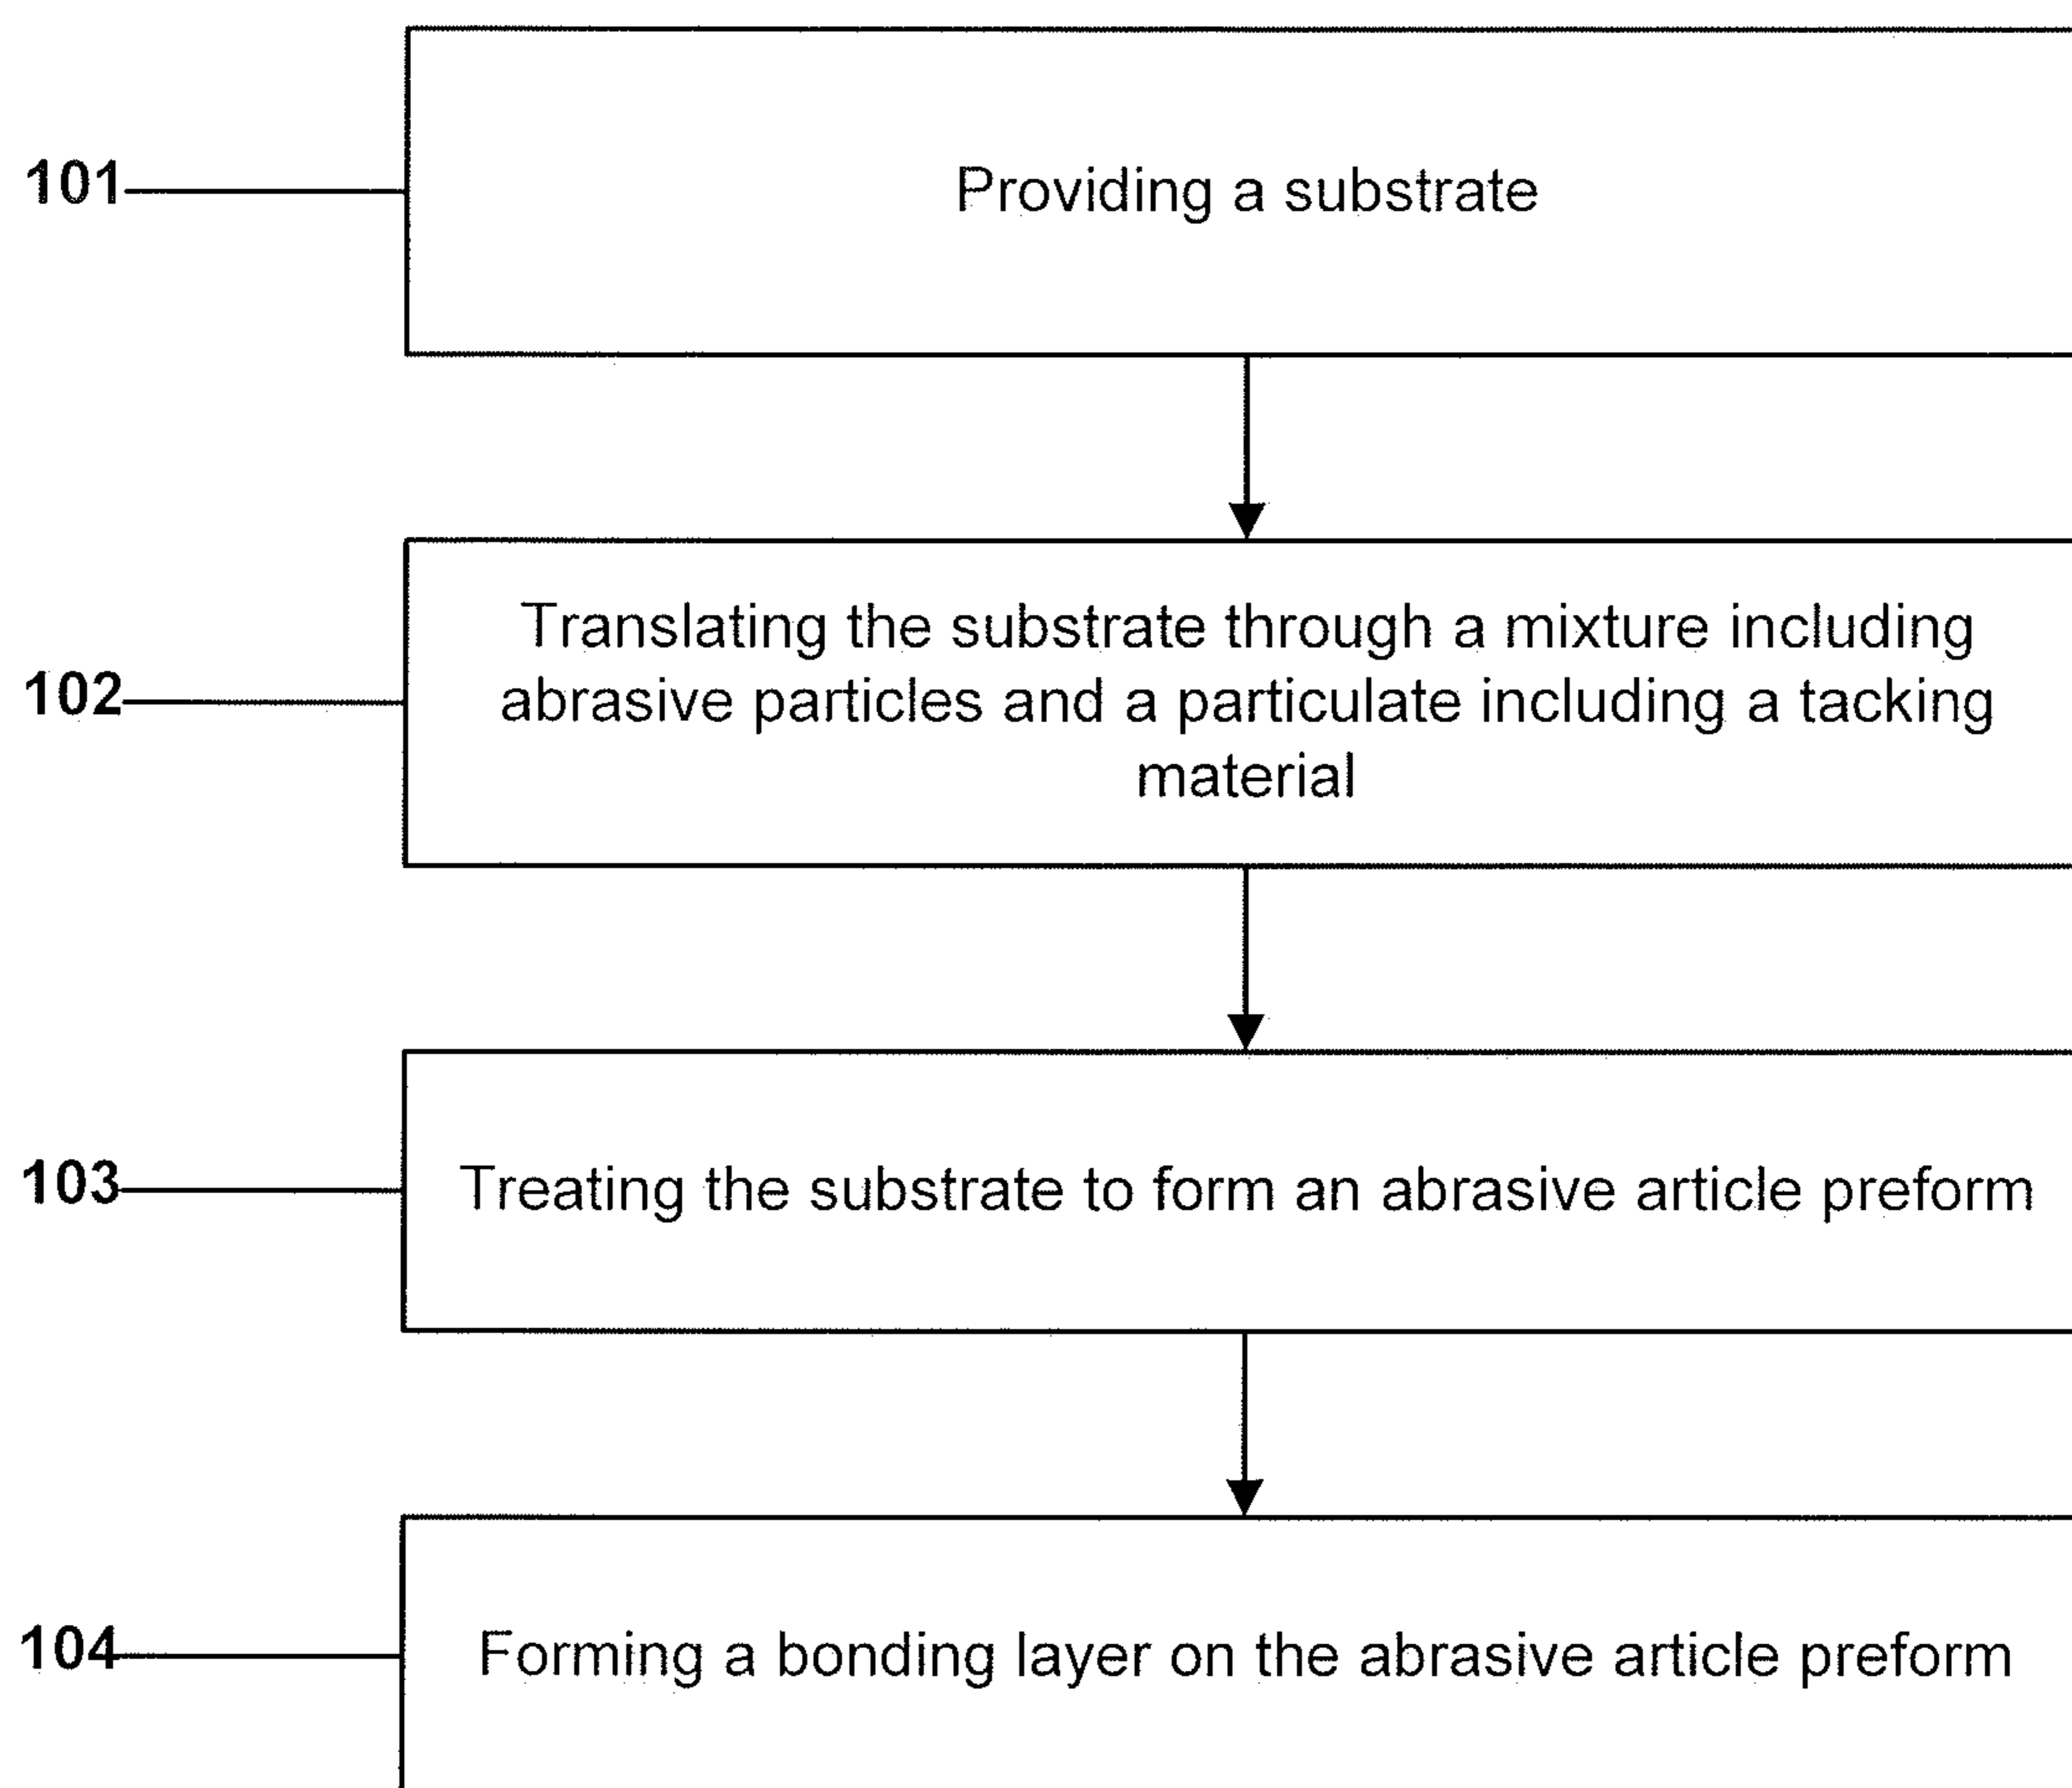 101
Providing a substrate
Translating the substrate through a mixture including
102
abrasive particles and a particulate including a tacking
material
103
Treating the substrate to form an abrasive article preform
104
Forming a bonding layer on the abrasive article preform